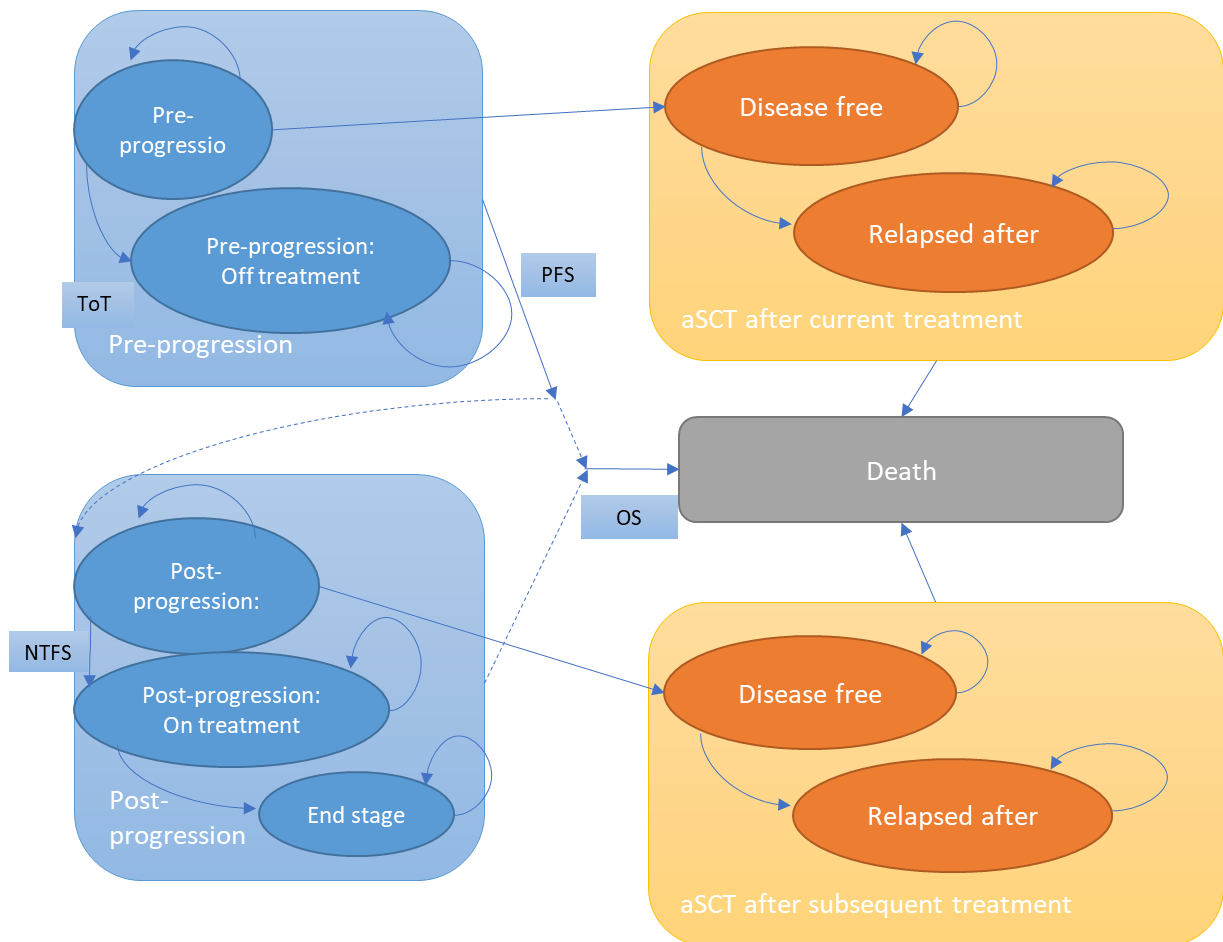 Pre-
progressio
Pre-progression:
Off treatment
ToT
Pre-progression
PFS
Disease free
Relapsed after
aSCT after current treatment
Death
OS
Post-
progression:
NTFS
Post-progression:
On treatment
End stage
Post-
progression
Disease free
Relapsed after
aSCT after subsequent treatment